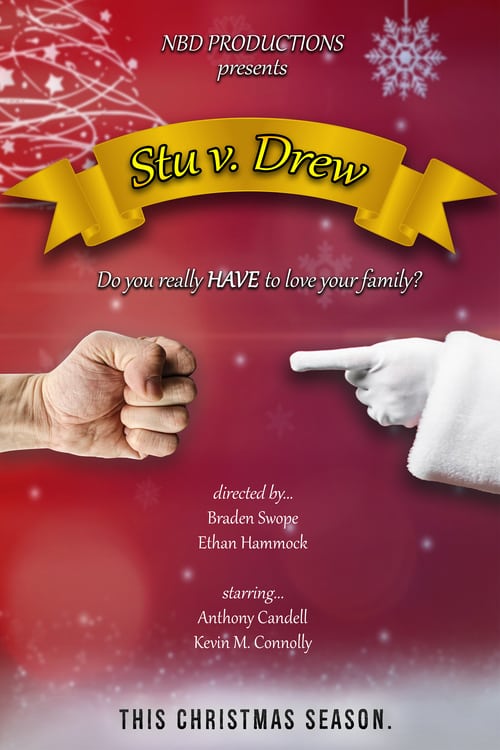 NBD PRODUCTIONS
presents
Stu v. Drew
Do you really HAVE to love your family?
directed by...
Braden Swope
Ethan Hammock
starring...
Anthony Candell
Kevin M. Connolly
THIS CHRISTMAS SEASON.